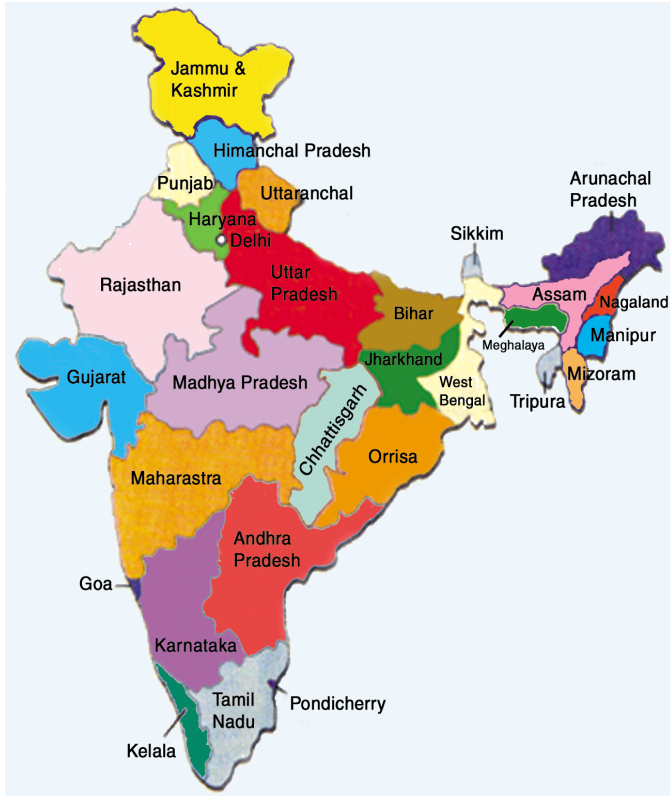 Jammu &
Kashmir
Himanchal Pradesh
Punjab
Uttaranchal
Haryana
Delhi
Arunachal
Pradesh
Sikkim
Rajasthan
Uttar
Pradesh
Assam
Nagaland
Bihar
Manipur
Meghalaya
Jharkhand
Gujarat
Madhya Pradesh
West
Bengal
Mizoram
Tripura
Chhattisgarh
Orrisa
Maharastra
Andhra
Pradesh
Goa
Karnataka
Tamil
Nadu
Pondicherry
Kelala